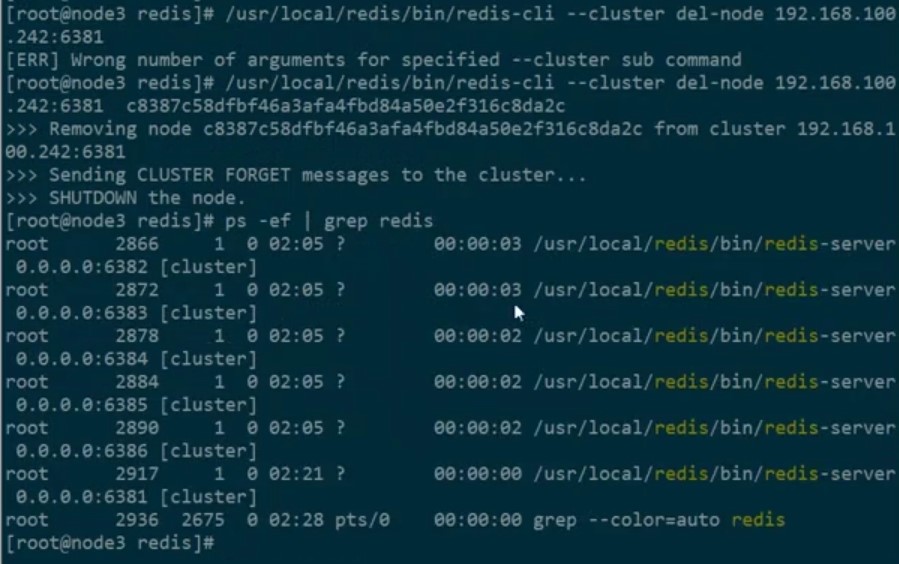 [root@node3 redis]# /usr/local/redis/bin/redis-cli --cluster del-node 192.168.100
.242:6381
[ERR] Wrong number of arguments for specified --cluster sub command
[root@node3 redis]# /usr/local/redis/bin/redis-cli --cluster del-node 192.168.100
.242:6381  c8387c58dfbf46a3afa4fbd84a50e2f316c8da2c
>>> Removing node c8387c58dfbf46a3afa4fbd84a50e2f316c8da2c from cluster 192.168.1
00.242:6381
>>> Sending CLUSTER FORGET messages to the cluster...
>>> SHUTDOWN the node.
[root@node3 redis]# ps -ef | grep redis
root      2866     1  0 02:05 ?        00:00:03 /usr/local/redis/bin/redis-server
 0.0.0.0:6382 [cluster]
root      2872     1  0 02:05 ?        00:00:03 /usr/local/redis/bin/redis-server
 0.0.0.0:6383 [cluster]
root      2878     1  0 02:05 ?        00:00:02 /usr/local/redis/bin/redis-server
 0.0.0.0:6384 [cluster]
root      2884     1  0 02:05 ?        00:00:02 /usr/local/redis/bin/redis-server
 0.0.0.0:6385 [cluster]
root      2890     1  0 02:05 ?        00:00:02 /usr/local/redis/bin/redis-server
 0.0.0.0:6386 [cluster]
root      2917     1  0 02:21 ?        00:00:00 /usr/local/redis/bin/redis-server
 0.0.0.0:6381 [cluster]
root      2936  2675  0 02:28 pts/0    00:00:00 grep --color=auto redis
[root@node3 redis]#